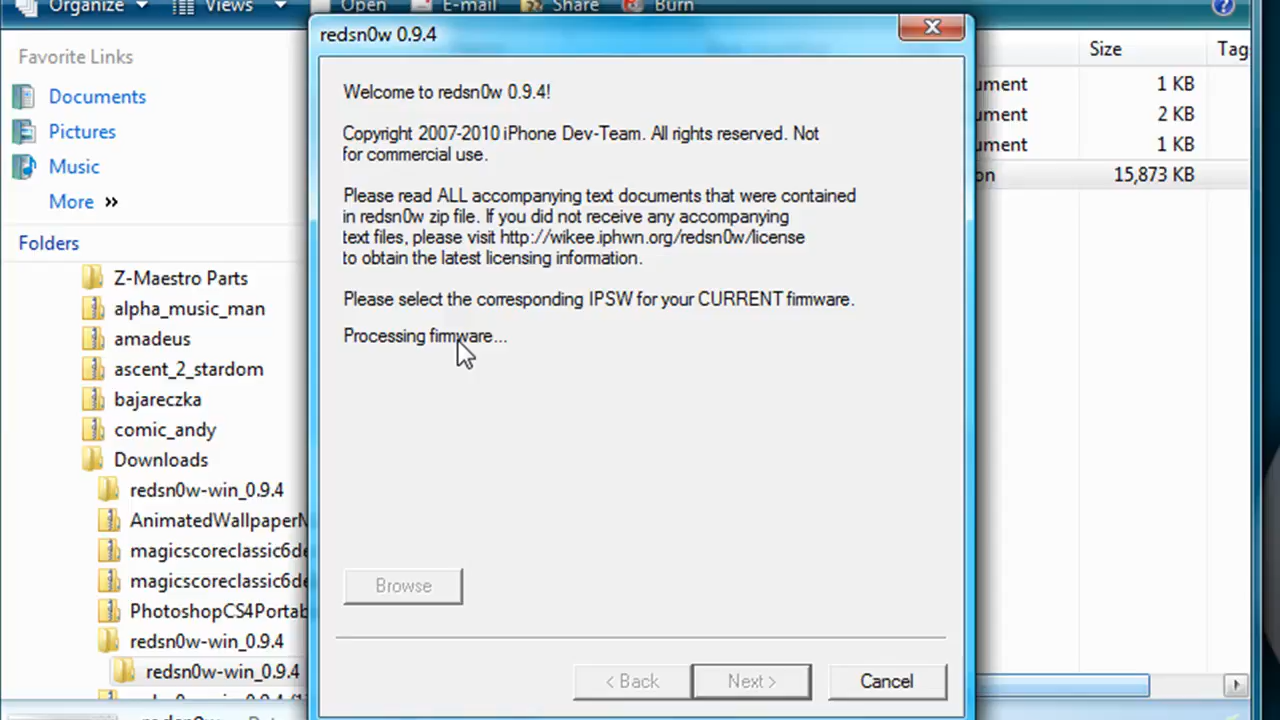 Organize Views Open E-mail Share Burn
redsn0w 0.9.4
Favorite Links
Documents
Pictures
Music
More
Folders
Z-Maestro Parts
alpha_music_man
amadeus
ascent_2_stardom
bajareczka
comic_andy
Downloads
redsn0w-win_0.9.4
AnimatedWallpaperM
magicscoreclassic6de
magicscoreclassic6de
PhotoshopCS4Portab
redsn0w-win_0.9.4
redsn0w-win_0.9.4
Welcome to redsn0w 0.9.4!
Copyright 2007-2010 iPhone Dev-Team. All rights reserved. Not
for commercial use.
Please read ALL accompanying text documents that were contained
in redsn0w zip file. If you did not receive any accompanying
text files, please visit http://wikee.iphwn.org/redsn0w/license
to obtain the latest licensing information.
Please select the corresponding IPSW for your CURRENT firmware.
Processing firmware...
Browse
< Back Next > Cancel
Size Tag
ument 1 KB
ument 2 KB
ument 1 KB
on 15,873 KB